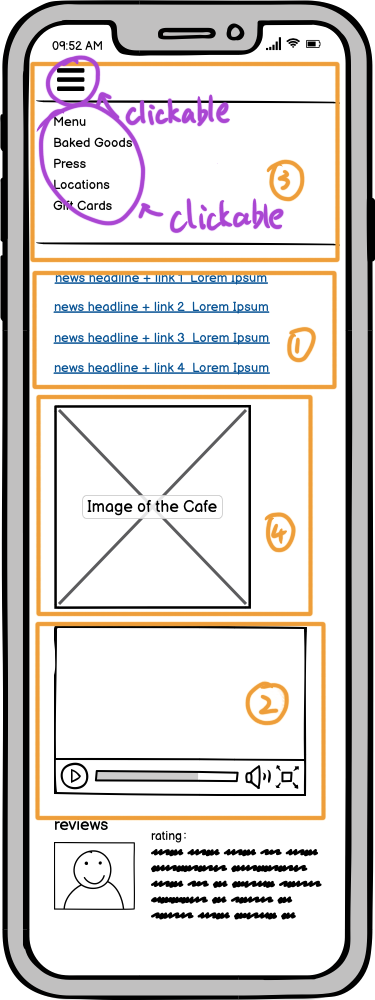 09:52 AM
clickable
Menu
Baked Goods
Press
Locations
Gift Cards
3
clickable
news headline + link 1 Lorem Ipsum
news headline + link 2 Lorem Ipsum
news headline + link 3 Lorem Ipsum
news headline + link 4 Lorem Ipsum
1
Image of the Cafe
4
2
reviews
rating: